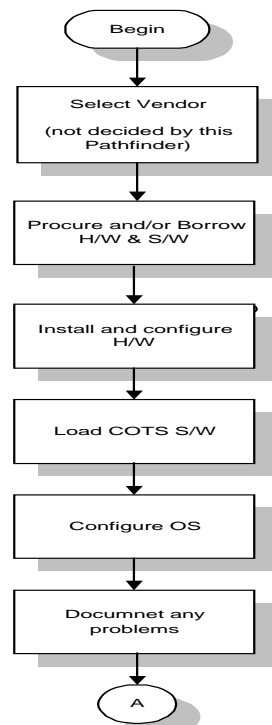 Begin
Select Vendor
(not decided by this
Pathfinder)
Procure and/or Borrow
H/W & S/W
Install and configure
H/W
Load COTS S/W
Configure OS
Documnet any
problems
A